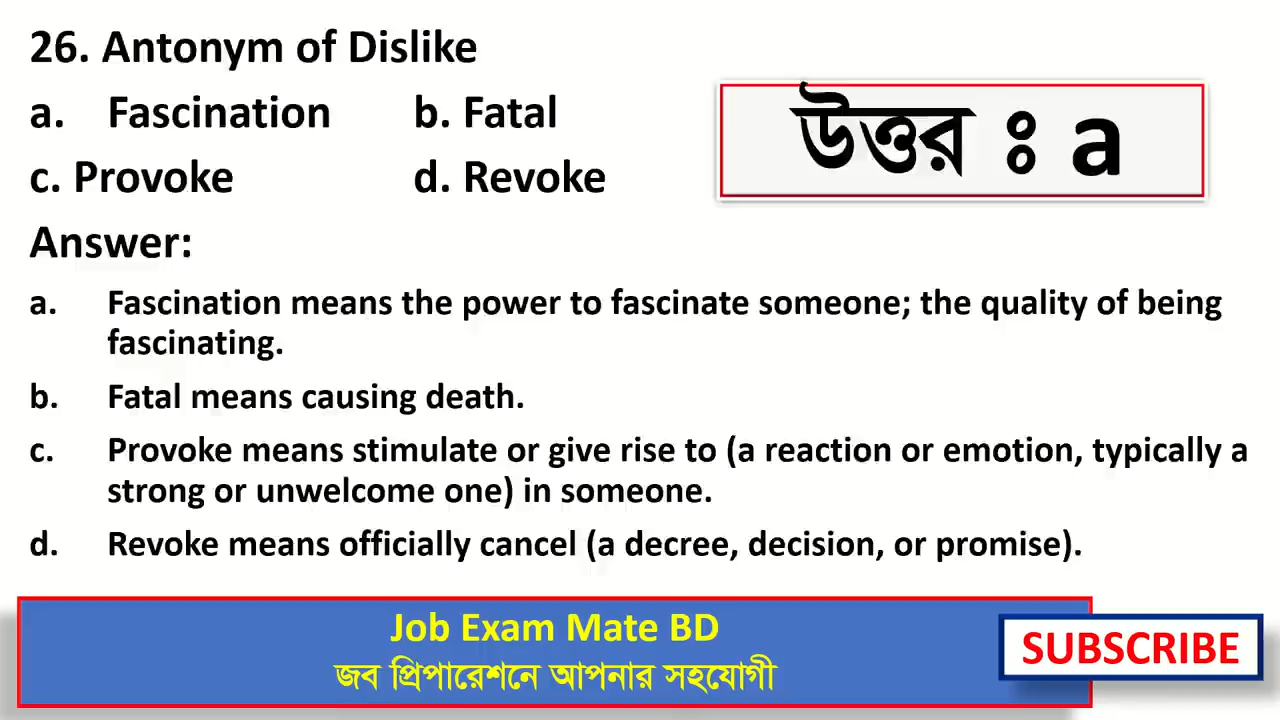 26. Antonym of Dislike
a. Fascination b. Fatal
c. Provoke d. Revoke
উত্তর ঃ a
Answer:
a. Fascination means the power to fascinate someone; the quality of being
fascinating.
b. Fatal means causing death.
c. Provoke means stimulate or give rise to (a reaction or emotion, typically a
strong or unwelcome one) in someone.
d. Revoke means officially cancel (a decree, decision, or promise).
Job Exam Mate BD
জব প্রিপারেশনে আপনার সহযোগী
SUBSCRIBE